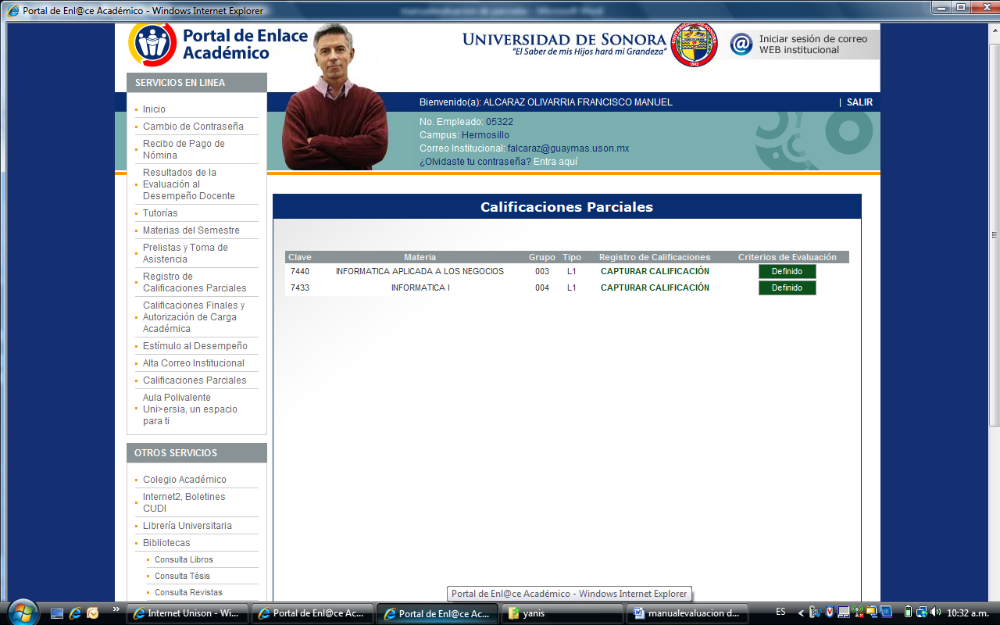 Portal de Enl@ce Académico - Windows Internet Explorer
Portal de Enlace
Académico
UNIVERSIDAD DE SONORA
"El Saber de mis Hijos hará mi Grandeza"
1942
@ Iniciar sesión de correo
WEB institucional
Bienvenido(a): ALCARAZ OLIVARRIA FRANCISCO MANUEL
| SALIR
No. Empleado: 05322
Campus: Hermosillo
Correo Institucional: falcaraz@guaymas.uson.mx
¿Olvidaste tu contraseña? Entra aquí
SERVICIOS EN LINEA
Inicio
Cambio de Contraseña
Recibo de Pago de
Nómina
Resultados de la
Evaluación al
Desempeño Docente
Tutorías
Materias del Semestre
Prelistas y Toma de
Asistencia
Registro de
Calificaciones Parciales
Calificaciones Finales y
Autorización de Carga
Académica
Estímulo al Desempeño
Alta Correo Institucional
Calificaciones Parciales
Aula Polivalente
Uni>ersia, un espacio
para ti
OTROS SERVICIOS
Colegio Académico
Internet2, Boletines
CUDI
Librería Universitaria
Bibliotecas
Consulta Libros
Consulta Tésis
Consulta Revistas
Calificaciones Parciales
Clave Materia Grupo Tipo Registro de Calificaciones Criterios de Evaluación
7440 INFORMATICA APLICADA A LOS NEGOCIOS 003 L1 CAPTURAR CALIFICACIÓN Definido
7433 INFORMATICA I 004 L1 CAPTURAR CALIFICACIÓN Definido
Portal de Enl@ce Académico - Windows Internet Explorer
» Internet Unison - Wi... Portal de Enl@ce Ac... Portal de Enl@ce Ac... yanis manualevaluacion d... ES < 10:32 a.m.